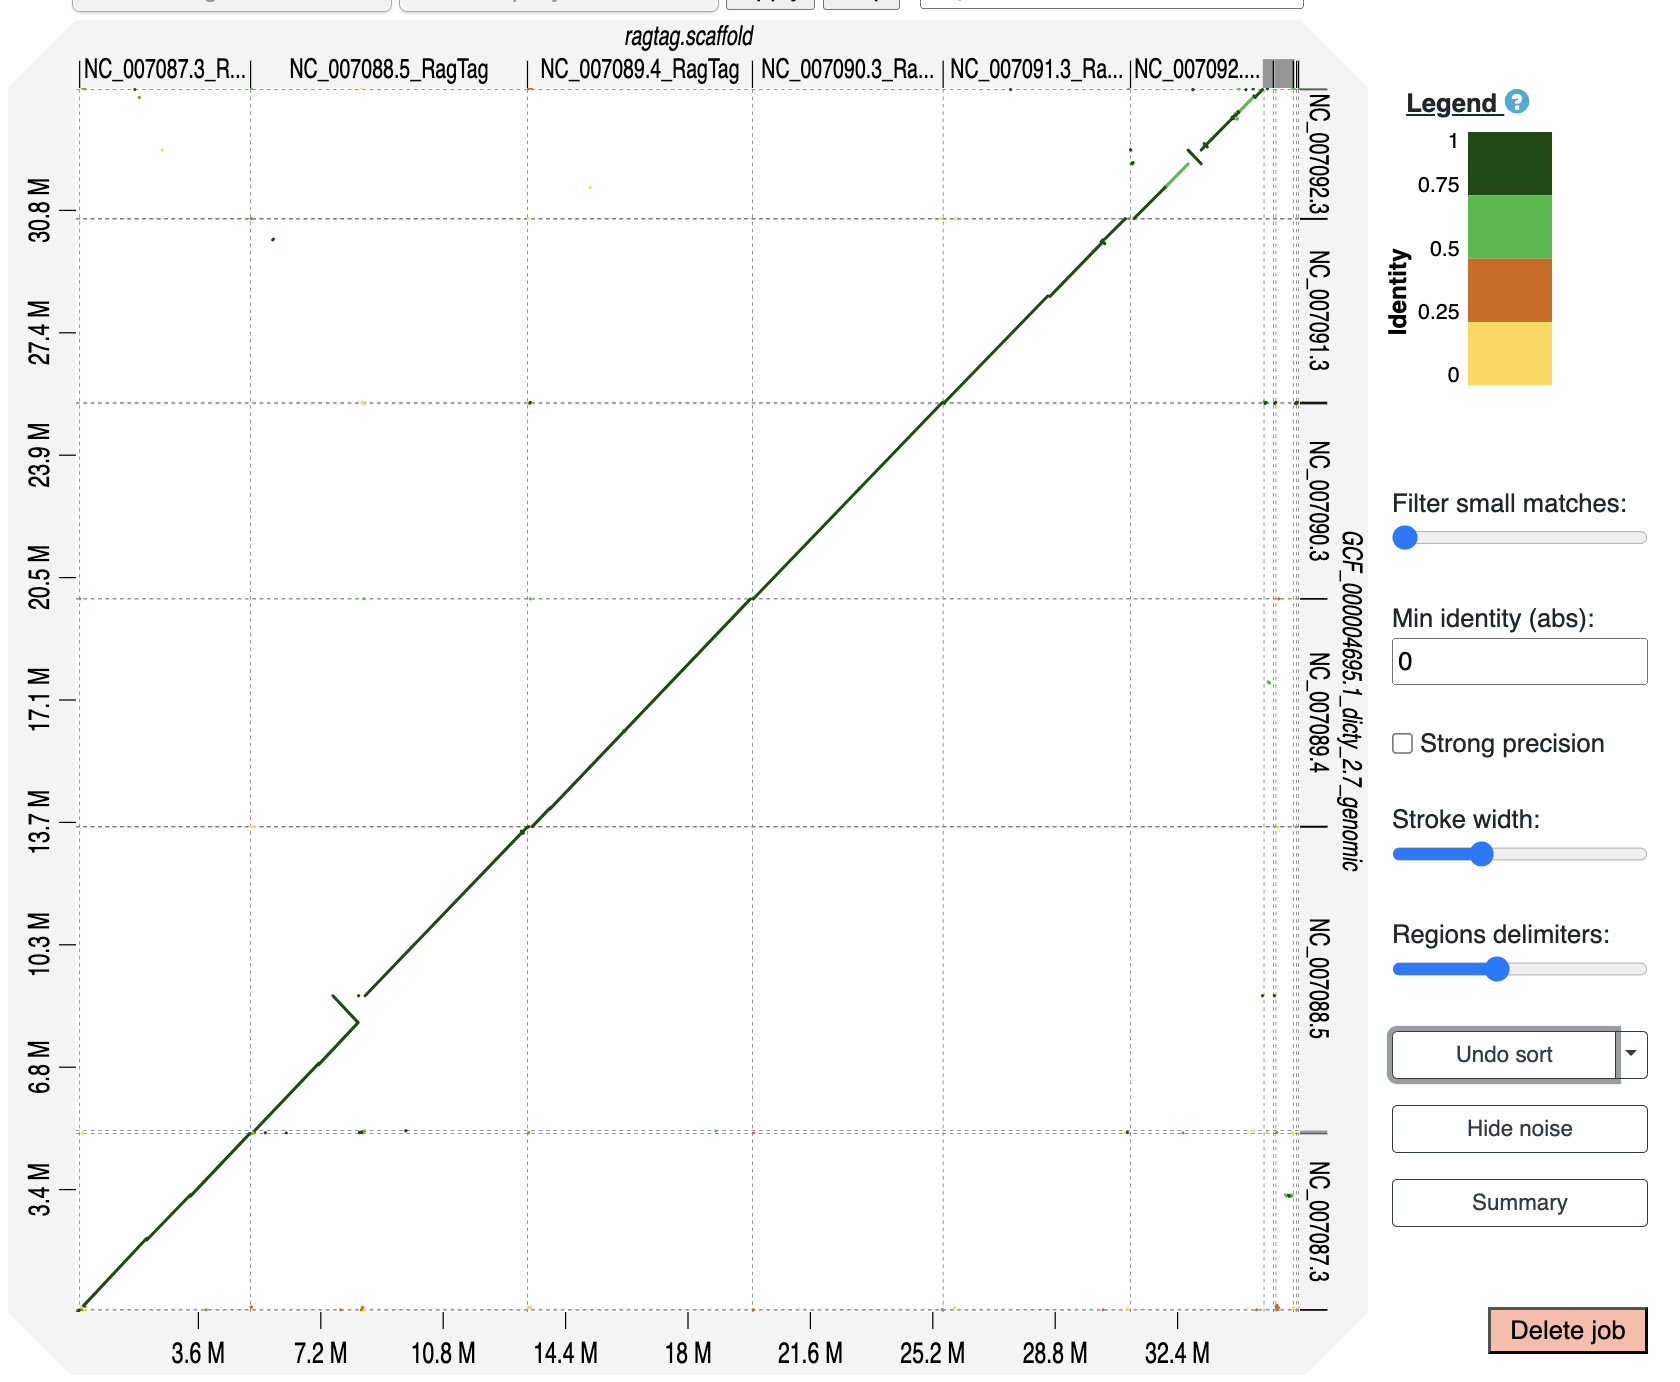 ragtag.scaffold
NC_007087.3_R...
NC_007088.5_RagTag
NC_007089.4_RagTag
NC_007090.3_Ra...
NC_007091.3_Ra...
NC_007092....
30.8 M
27.4 M
23.9 M
20.5 M
17.1 M
13.7 M
10.3 M
6.8 M
3.4 M
NC_007092.3
NC_007091.3
NC_007090.3
NC_007089.4
NC_007088.5
NC_007087.3
GCF_000004695.1_dicty_2.7_genomic
3.6 M
7.2 M
10.8 M
14.4 M
18 M
21.6 M
25.2 M
28.8 M
32.4 M
Legend ?
Identity
1
0.75
0.5
0.25
0
Filter small matches:
Min identity (abs):
0
Strong precision
Stroke width:
Regions delimiters:
Undo sort
Hide noise
Summary
Delete job